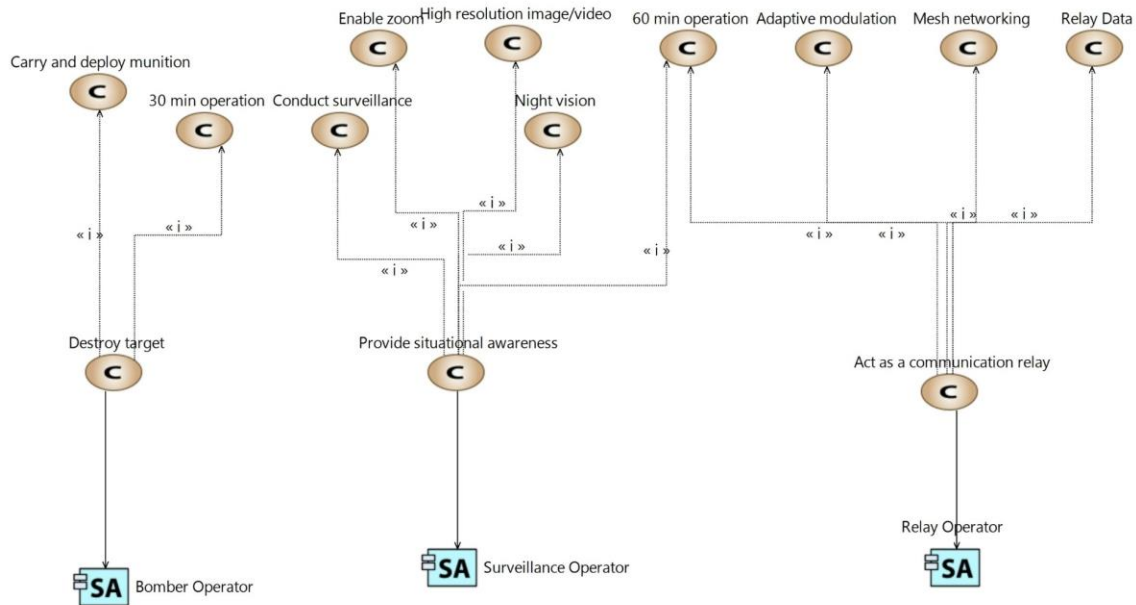 Enable zoom
High resolution image/video
60 min operation
Adaptive modulation
Mesh networking
Relay Data
C
C
C
C
C
C
Carry and deploy munition
C
30 min operation
Conduct surveillance
Night vision
C
C
C
« i »
« i »
« i »
« i »
« i »
« i »
« i »
« i »
« i »
« i »
« i »
Destroy target
Provide situational awareness
Act as a communication relay
C
C
C
Relay Operator
SA
Bomber Operator
SA
Surveillance Operator
SA